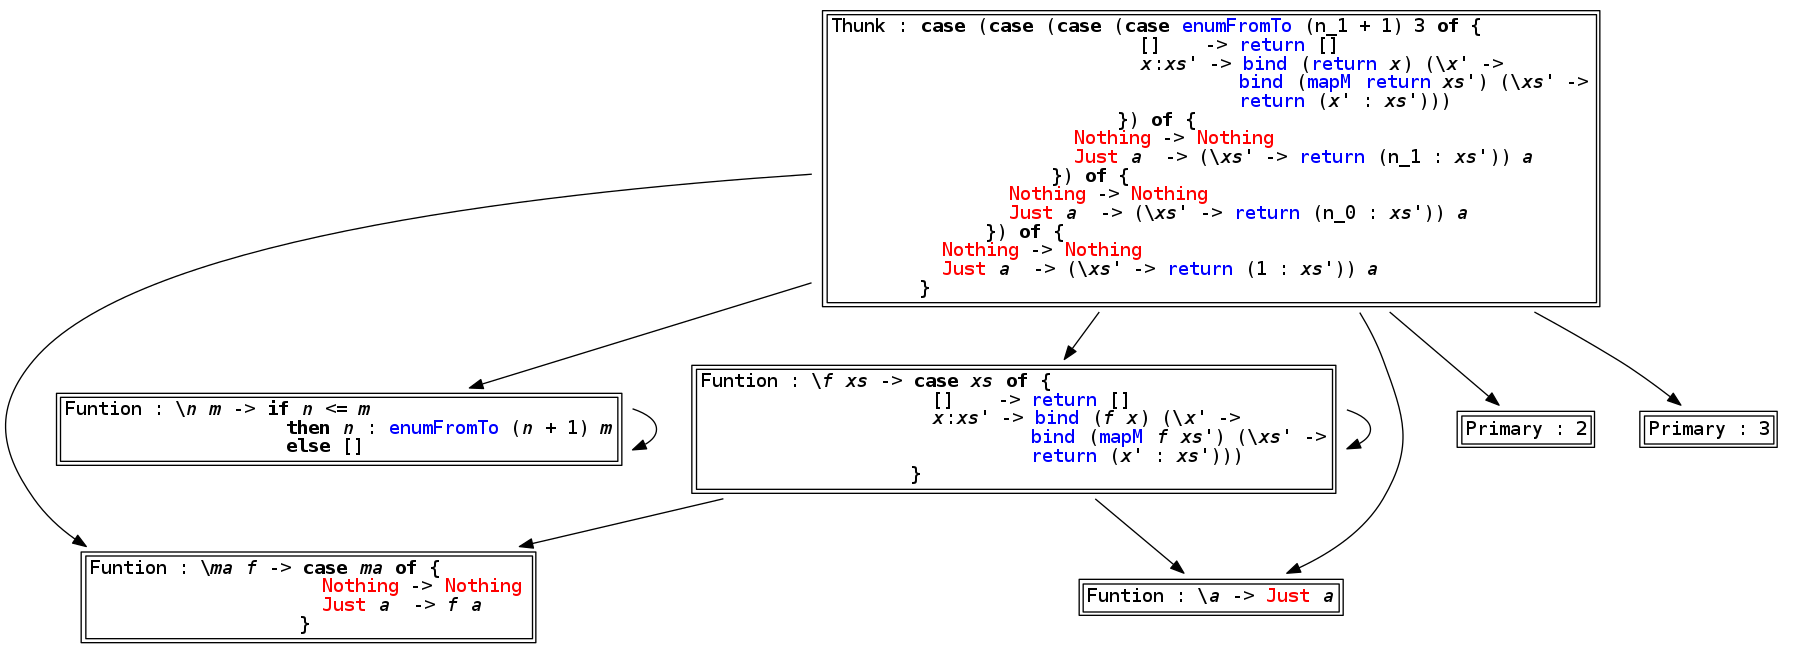 Thunk : case (case (case (case enumFromTo (n_1 + 1) 3 of {
[]    -> return []
x:xs' -> bind (return x) (\x' ->
bind (mapM return xs') (\xs' ->
return (x' : xs')))
}) of {
Nothing -> Nothing
Just a  -> (\xs' -> return (n_1 : xs')) a
}) of {
Nothing -> Nothing
Just a  -> (\xs' -> return (n_0 : xs')) a
}) of {
Nothing -> Nothing
Just a  -> (\xs' -> return (1 : xs')) a
}
Funtion : \n m -> if n <= m
then n : enumFromTo (n + 1) m
else []
Funtion : \f xs -> case xs of {
[]    -> return []
x:xs' -> bind (f x) (\x' ->
bind (mapM f xs') (\xs' ->
return (x' : xs')))
}
Primary : 2
Primary : 3
Funtion : \ma f -> case ma of {
Nothing -> Nothing
Just a  -> f a
}
Funtion : \a -> Just a